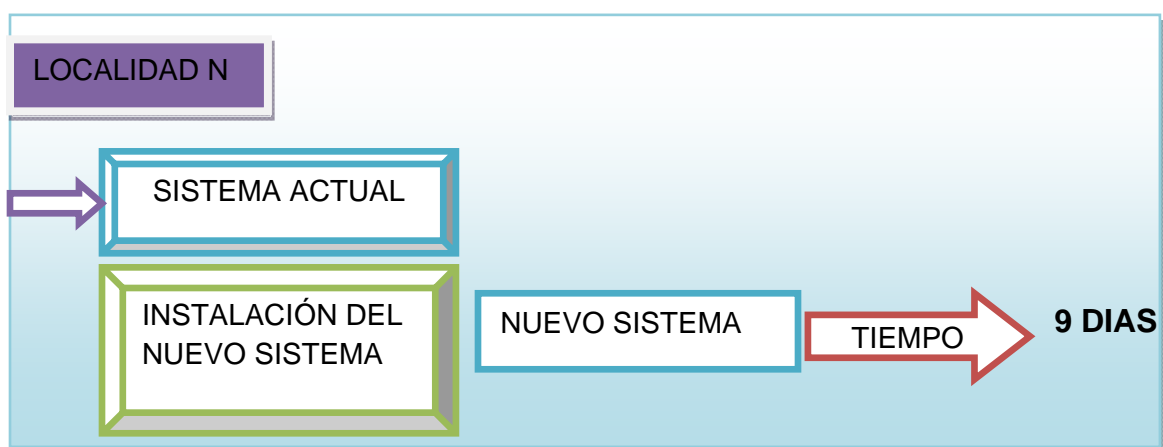 LOCALIDAD N
SISTEMA ACTUAL
INSTALACIÓN DEL
NUEVO SISTEMA
NUEVO SISTEMA
TIEMPO
9 DIAS